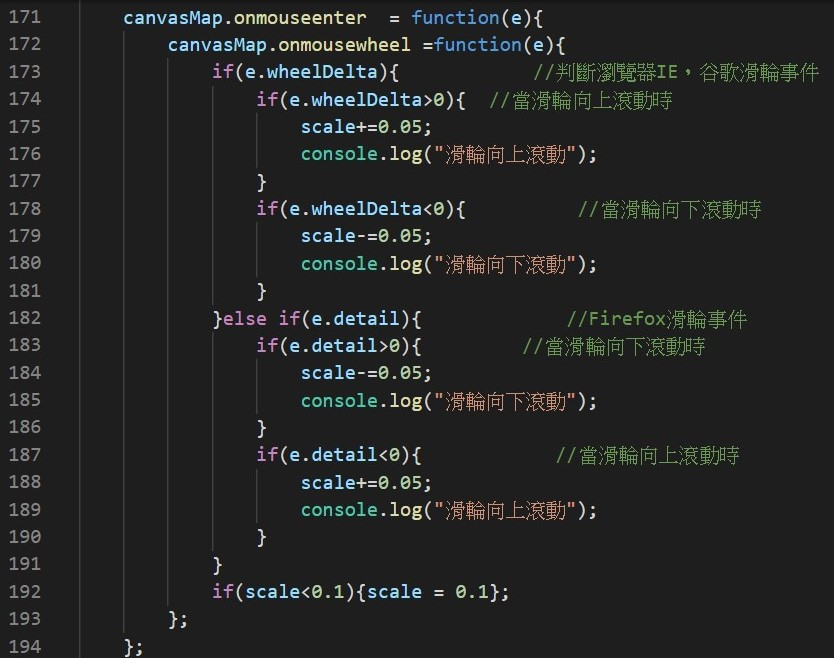 171 canvasMap.onmouseenter  = function(e){
172 canvasMap.onmousewheel =function(e){
173 if(e.wheelDelta){ //判斷瀏覽器IE，谷歌滑輪事件
174 if(e.wheelDelta>0){ //當滑輪向上滾動時
175 scale+=0.05;
176 console.log("滑輪向上滾動");
177 }
178 if(e.wheelDelta<0){ //當滑輪向下滾動時
179 scale-=0.05;
180 console.log("滑輪向下滾動");
181 }
182 }else if(e.detail){ //Firefox滑輪事件
183 if(e.detail>0){ //當滑輪向下滾動時
184 scale-=0.05;
185 console.log("滑輪向下滾動");
186 }
187 if(e.detail<0){ //當滑輪向上滾動時
188 scale+=0.05;
189 console.log("滑輪向上滾動");
190 }
191 }
192 if(scale<0.1){scale = 0.1};
193 };
194 };